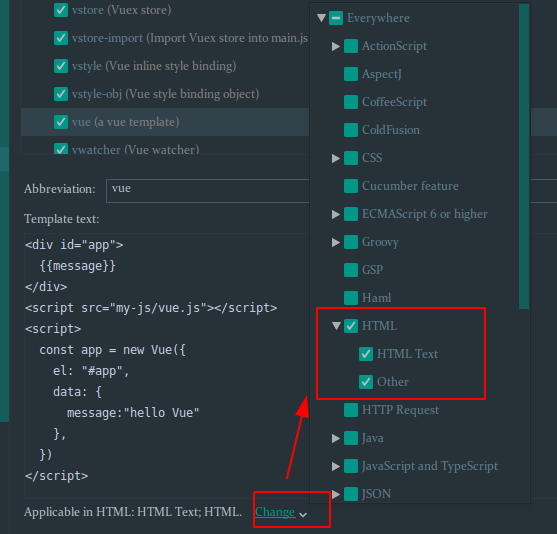 vstore (Vuex store)
vstore-import (Import Vuex store into main.js
vstyle (Vue inline style binding)
vstyle-obj (Vue style binding object)
vue (a vue template)
vwatcher (Vue watcher)
Abbreviation: vue
Template text:
<div id="app">
  {{message}}
</div>
<script src="my-js/vue.js"></script>
<script>
  const app = new Vue({
    el: "#app",
    data: {
      message:"hello Vue"
    },
  })
</script>
Applicable in HTML: HTML Text; HTML. Change
Everywhere
ActionScript
AspectJ
CoffeeScript
ColdFusion
CSS
Cucumber feature
ECMAScript 6 or higher
Groovy
GSP
Haml
HTML
HTML Text
Other
HTTP Request
Java
JavaScript and TypeScript
JSON